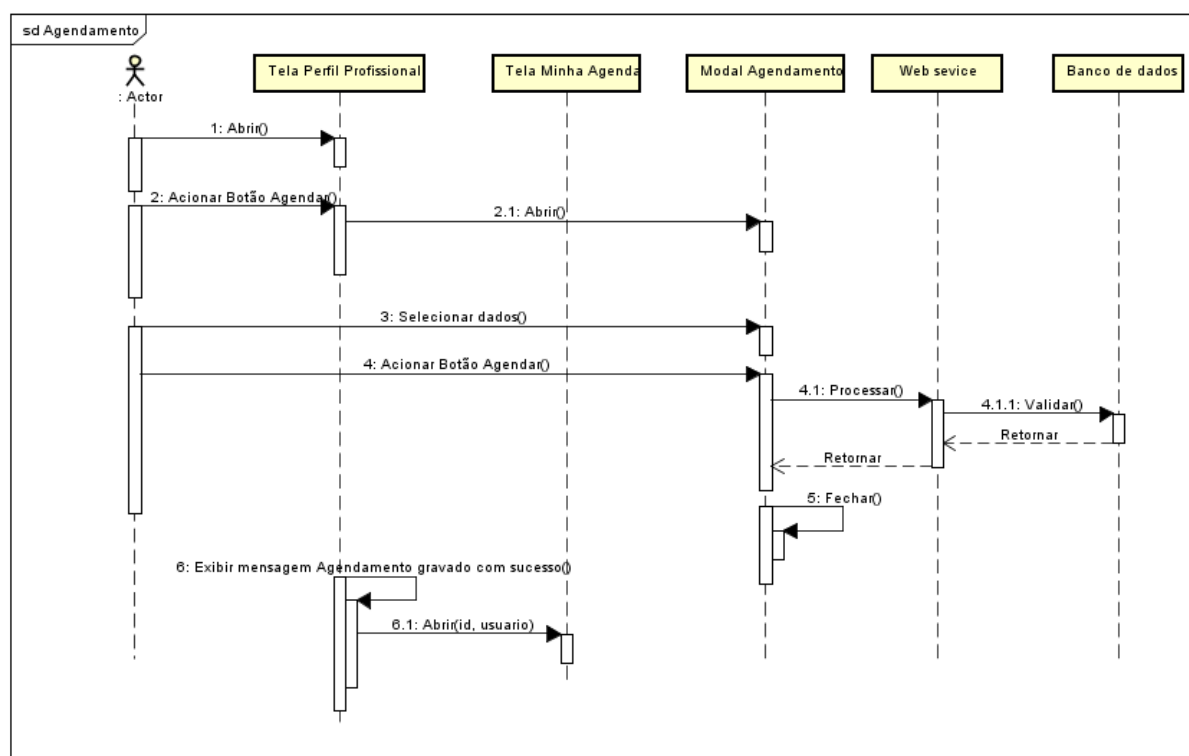 sd Agendamento
: Actor
Tela Perfil Profissional
Tela Minha Agenda
Modal Agendamento
Web sevice
Banco de dados
1: Abrir()
2: Acionar Botão Agendar()
2.1: Abrir()
3: Selecionar dados()
4: Acionar Botão Agendar()
4.1: Processar()
4.1.1: Validar()
Retornar
Retornar
5: Fechar()
6: Exibir mensagem Agendamento gravado com sucesso()
6.1: Abrir(id, usuario)